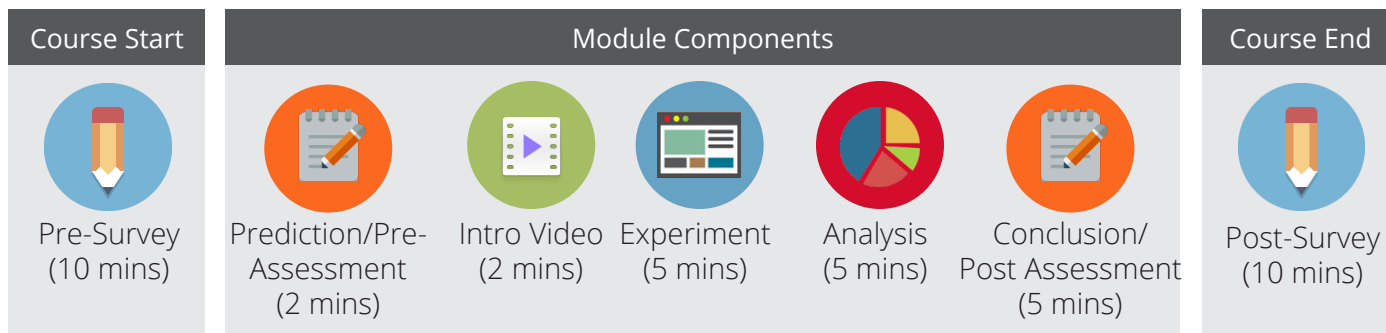 Course Start
Module Components
Course End
Pre-Survey
(10 mins)
Prediction/Pre-
Assessment
(2 mins)
Intro Video
(2 mins)
Experiment
(5 mins)
Analysis
(5 mins)
Conclusion/
Post Assessment
(5 mins)
Post-Survey
(10 mins)